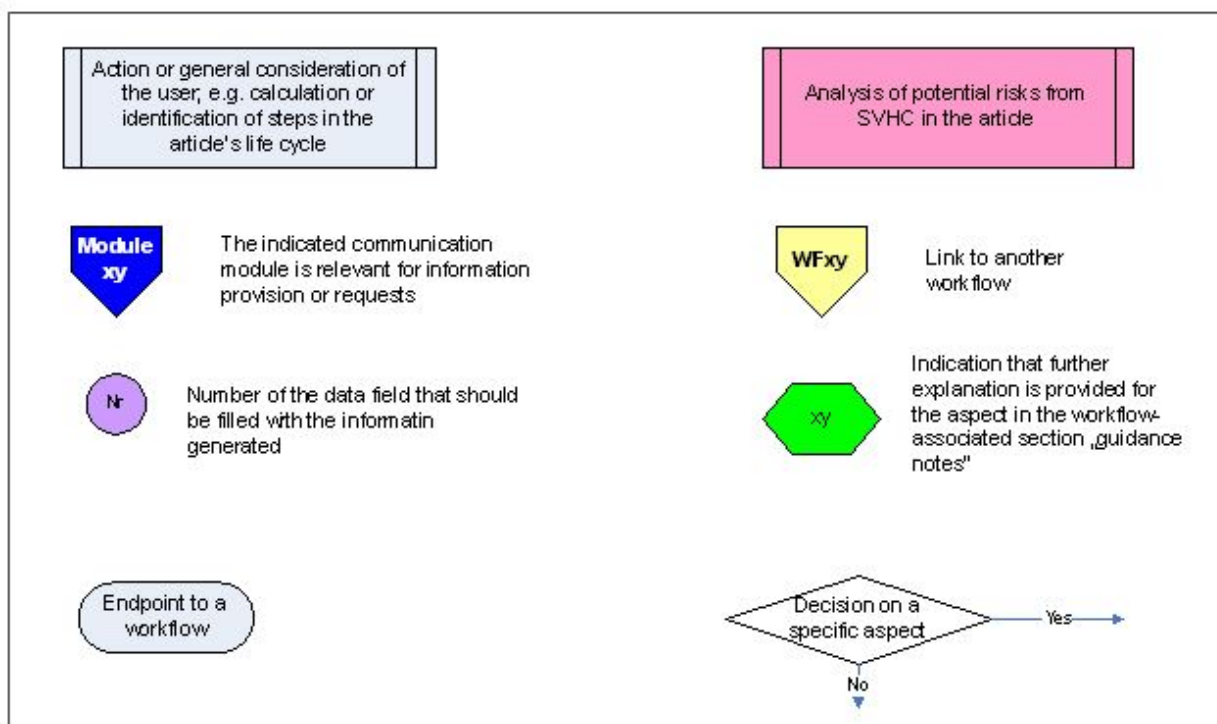 Action or general consideration of
the user, e.g. calculation or
identification of steps in the
article's life cycle
Analysis of potential risks from
SVHC in the article
Module
xy
The indicated communication
module is relevant for information
provision or requests
WFxy
Link to another
workflow
Nr
Number of the data field that should
be filled with the informatin
generated
xy
Indication that further
explanation is provided for
the aspect in the workflow-
associated section „guidance
notes"
Endpoint to a
workflow
Decision on a
specific aspect
Yes
No